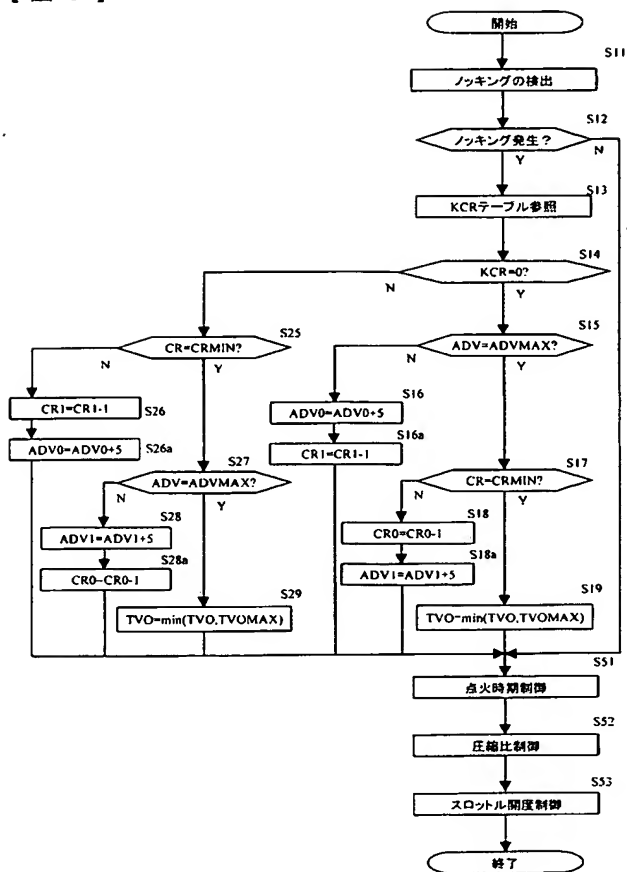 開始
S11
ノッキングの検出
S12
ノッキング発生?
N
Y
S13
KCRテーブル参照
S14
KCR=0?
N
Y
S25
CR=CRMIN?
N
Y
S15
ADV=ADVMAX?
N
Y
CR1=CR1-1
S26
ADV0=ADV0+5
S26a
S16
ADV0=ADV0+5
S16a
CR1=CR1-1
S27
ADV=ADVMAX?
N
Y
S17
CR=CRMIN?
N
Y
S28
ADV1=ADV1+5
S28a
CR0-CR0-1
S18
CR0=CR0-1
S18a
ADV1=ADV1+5
S29
TVO=min(TVO,TVOMAX)
S19
TVO=min(TVO,TVOMAX)
S51
点火時期制御
S52
圧縮比制御
S53
スロットル開度制御
終了